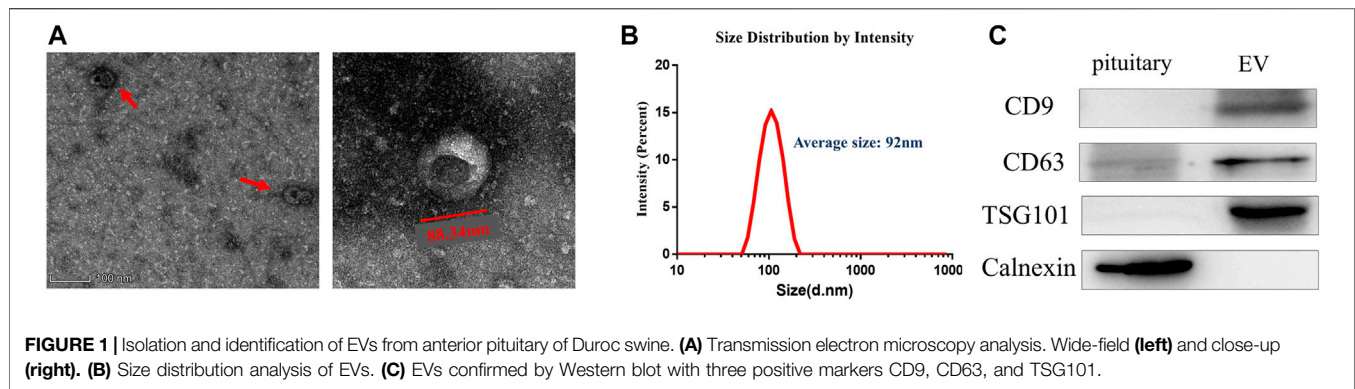 A
100 nm
88.34nm
B
Size Distribution by Intensity
Intensity (Percent)
20
15
10
5
0
Average size: 92nm
10 100 1000 1000
Size(d.nm)
C
pituitary EV
CD9
CD63
TSG101
Calnexin
FIGURE 1 | Isolation and identification of EVs from anterior pituitary of Duroc swine. (A) Transmission electron microscopy analysis. Wide-field (left) and close-up
(right). (B) Size distribution analysis of EVs. (C) EVs confirmed by Western blot with three positive markers CD9, CD63, and TSG101.